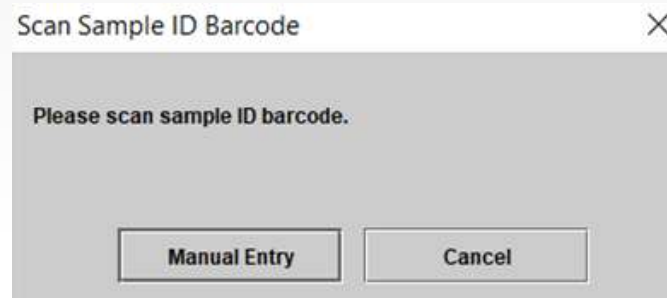 Scan Sample ID Barcode
Please scan sample ID barcode.
Manual Entry Cancel